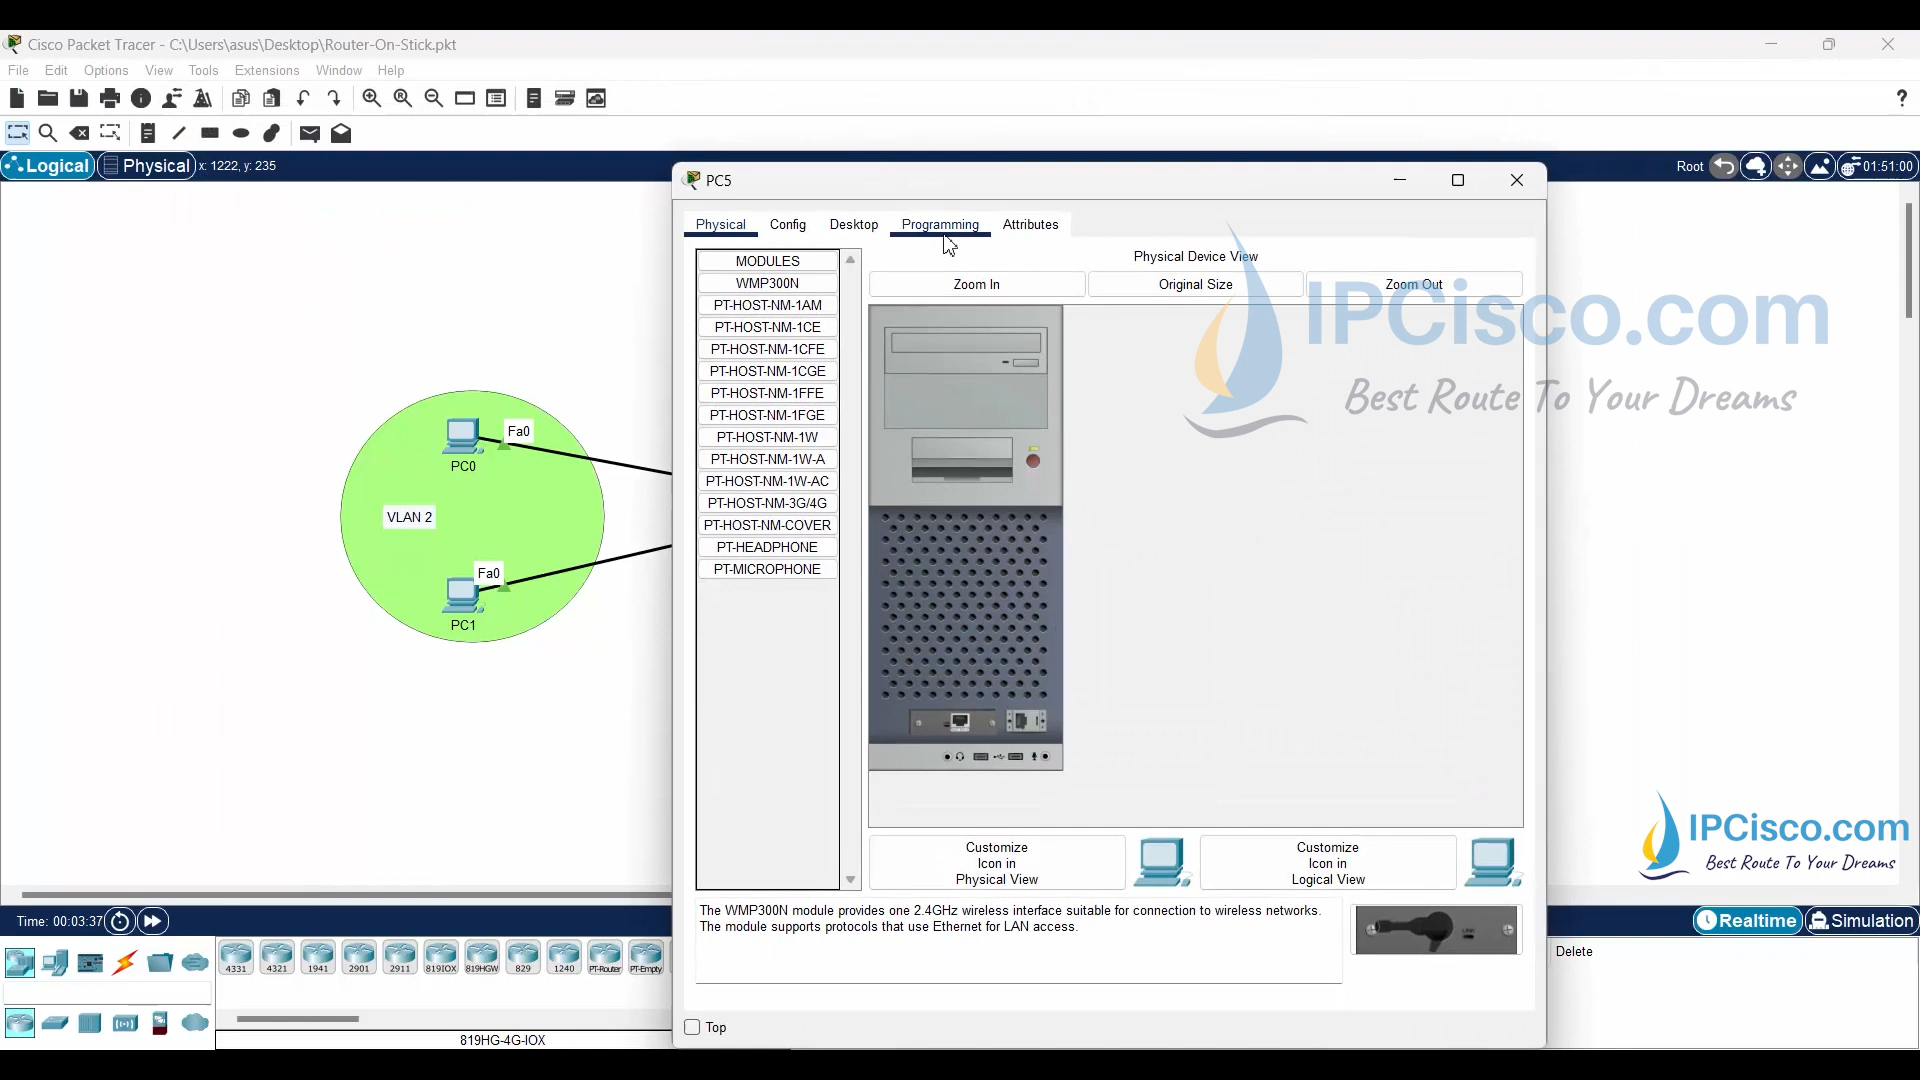 Cisco Packet Tracer - C:\Users\asus\Desktop\Router-On-Stick.pkt
File Edit Options View Tools Extensions Window Help
?
Logical Physical x: 1222, y: 235
Root 01:51:00
PC5
Physical Config Desktop Programming Attributes
MODULES
WMP300N
PT-HOST-NM-1AM
PT-HOST-NM-1CE
PT-HOST-NM-1CFE
PT-HOST-NM-1CGE
PT-HOST-NM-1FFE
PT-HOST-NM-1FGE
PT-HOST-NM-1W
PT-HOST-NM-1W-A
PT-HOST-NM-1W-AC
PT-HOST-NM-3G/4G
PT-HOST-NM-COVER
PT-HEADPHONE
PT-MICROPHONE
Physical Device View
Zoom In Original Size Zoom Out
IPCisco.com
Best Route To Your Dreams
Fa0
PC0
VLAN 2
Fa0
PC1
Customize
Icon in
Physical View
Customize
Icon in
Logical View
IPCisco.com
Best Route To Your Dreams
The WMP300N module provides one 2.4GHz wireless interface suitable for connection to wireless networks.
The module supports protocols that use Ethernet for LAN access.
Top
Time: 00:03:37
Realtime Simulation
4331 4321 1941 2901 2911 819IOX 819HGW 829 1240 PT-Router PT-Empty
Delete
819HG-4G-IOX